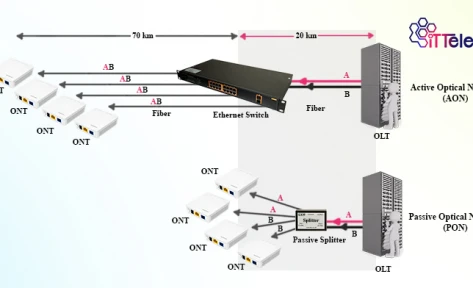 70 km
20 km
iTTele
AB
A
AB
B
AB
Active Optical N
(AON)
AB
Fiber
Ethernet Switch
Fiber
ONT
ONT
ONT
OLT
ONT
A
A
B
B
Splitter
A
B
Passive Optical N
(PON)
ONT
ONT
Passive Splitter
ONT
OLT